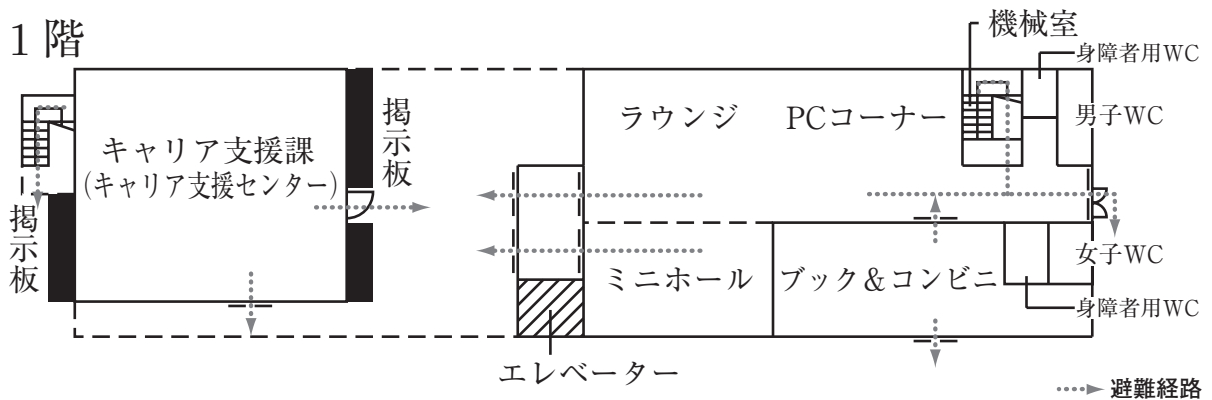 1階
機械室
身障者用WC
ラウンジ
PCコーナー
男子WC
掲示板
キャリア支援課
(キャリア支援センター)
掲示板
女子WC
ミニホール
ブック&コンビニ
身障者用WC
エレベーター
避難経路